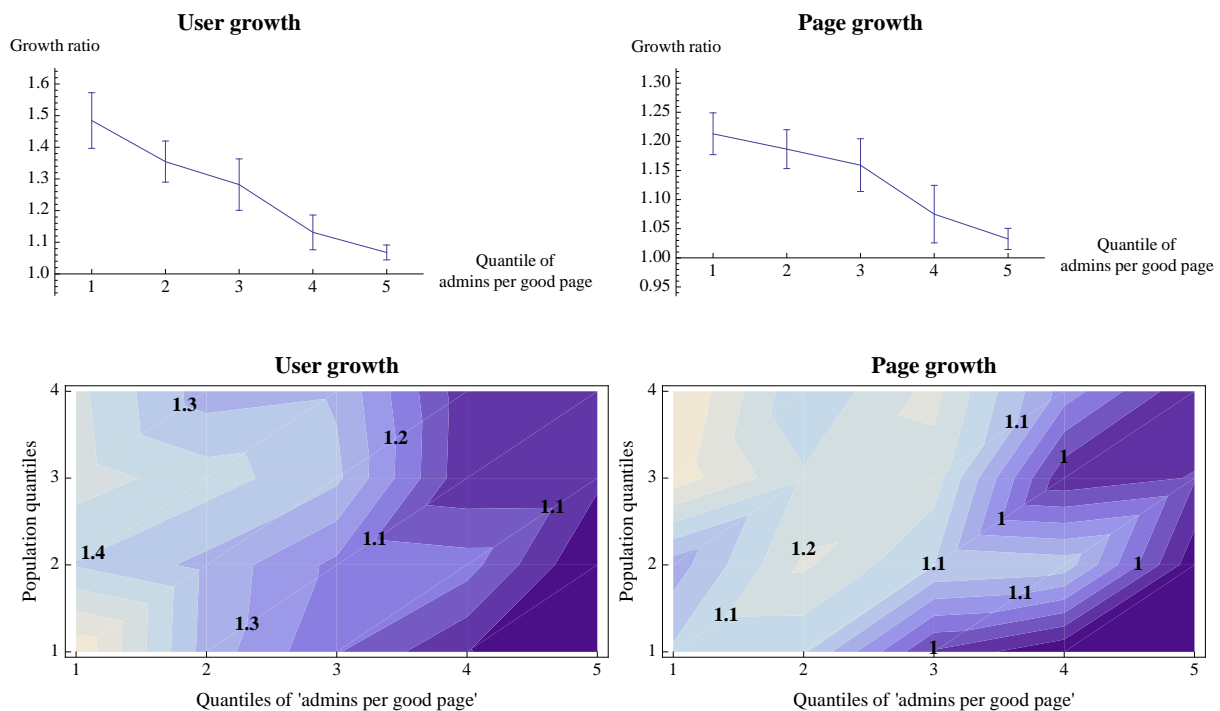 User growth
Growth ratio
1.6
1.5
1.4
1.3
1.2
1.1
1.0
1 2 3 4 5
Quantile of
admins per good page
Page growth
Growth ratio
1.30
1.25
1.20
1.15
1.10
1.05
1.00
0.95
1 2 3 4 5
Quantile of
admins per good page
User growth
Population quantiles
4
3
2
1
1.3
1.2
1.1
1.1
1.4
1.3
1 2 3 4 5
Quantiles of 'admins per good page'
Page growth
Population quantiles
4
3
2
1
1.1
1
1
1.2
1.1
1
1.1
1.1
1
1 2 3 4 5
Quantiles of 'admins per good page'